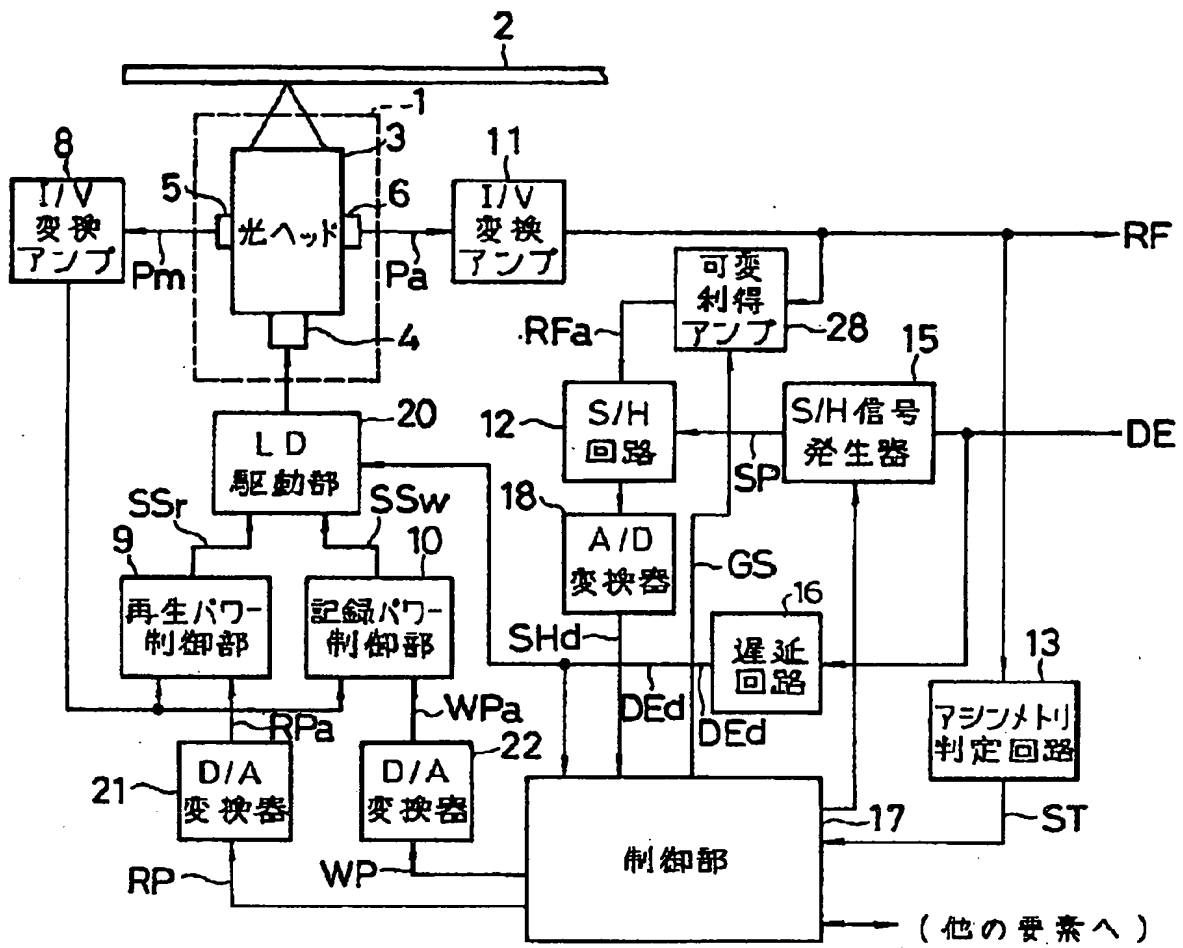 2
1
3
8
I/V
変換
アンプ
5
光ヘッド
6
11
I/V
変換
アンプ
RF
Pm
Pa
4
可変
利得
アンプ
28
RFa
15
20
LD
駆動部
12
S/H
回路
S/H信号
発生器
DE
SP
SSr
SSw
18
A/D
変換器
GS
9
再生パワー
制御部
10
記録パワー
制御部
16
遅延
回路
SHd
DEd
DEd
13
アシンメトリ
判定回路
RPa
WPa
21
D/A
変換器
22
D/A
変換器
17
ST
制御部
RP
WP
(他の要素へ)